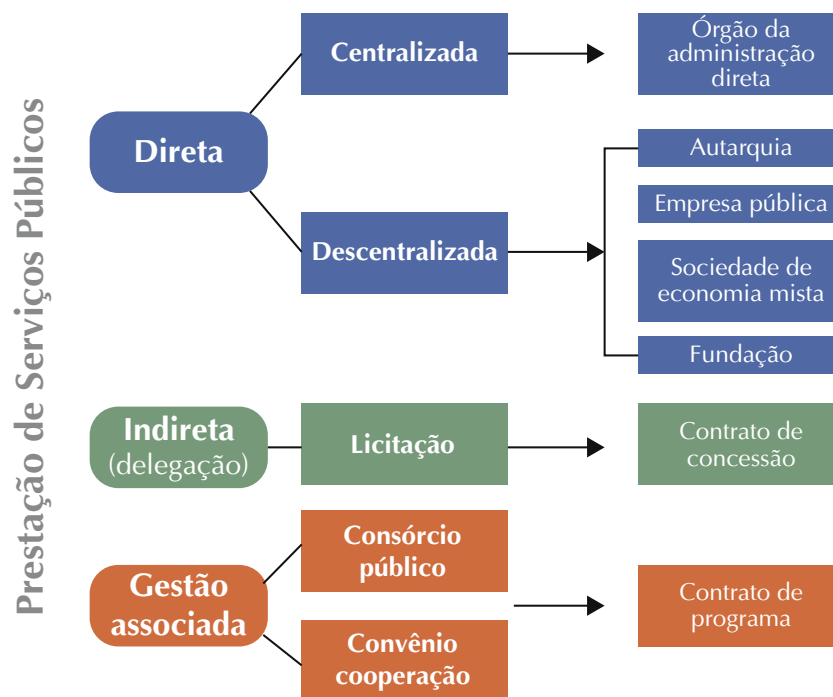 Prestação de Serviços Públicos
Direta
Centralizada
Órgão da
administração
direta
Descentralizada
Autarquia
Empresa pública
Sociedade de
economia mista
Fundação
Indireta
(delegação)
Licitação
Contrato de
concessão
Gestão
associada
Consórcio
público
Convênio
cooperação
Contrato de
programa